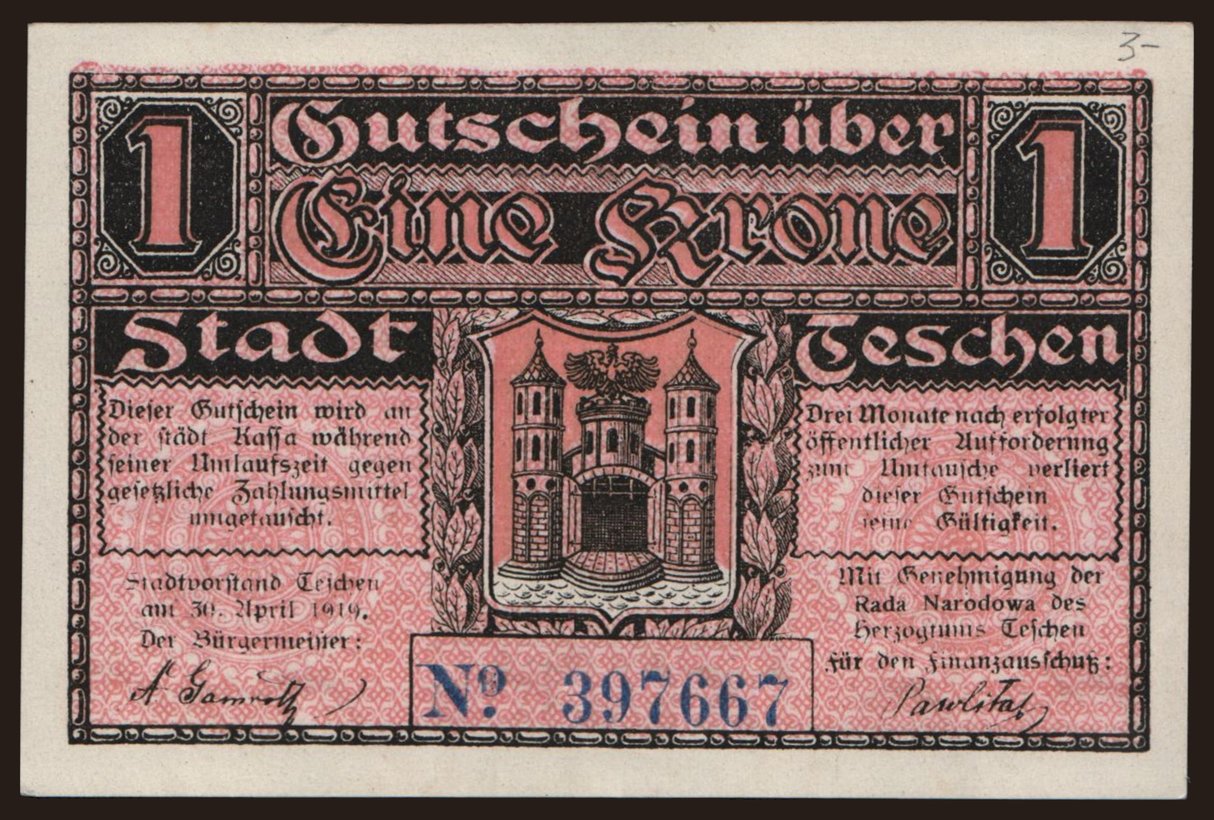 3-
1
Gutschein über
1
Eine Krone
Stadt
Teschen
Dieser Gutschein wird an
der städt Kassa während
seiner Umlaufszeit gegen
gesetzliche Zahlungsmittel
umgetauscht.
Stadtvorstand Teschen
am 30. April 1919.
Der Bürgermeister:
Drei Monate nach erfolgter
öffentlicher Aufforderung
zum Umtausche verliert
dieser Gutschein
seine Gültigkeit.
Mit Genehmigung der
Rada Narodowa des
Herzogtums Teschen
für den Finanzausschuß:
Nº 397667